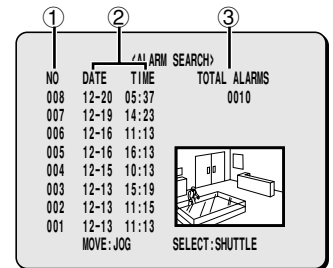 ① ② ③
<ALARM SEARCH>
NO DATE TIME TOTAL ALARMS
008 12-20 05:37 0010
007 12-19 14:23
006 12-16 11:13
005 12-16 16:13
004 12-15 10:13
003 12-13 15:19
002 12-13 11:15
001 12-13 11:13
MOVE:JOG SELECT:SHUTTLE